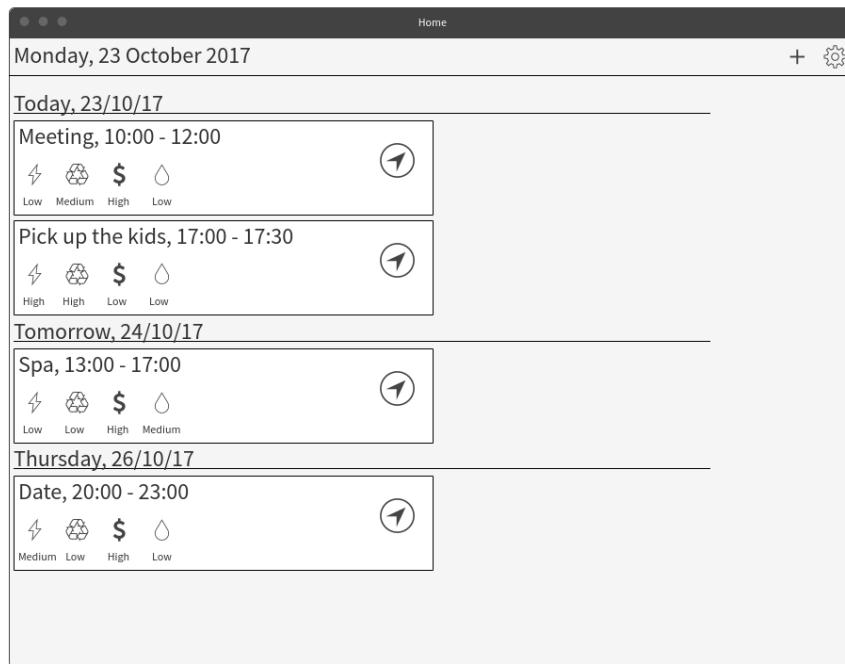 Home
Monday, 23 October 2017
Today, 23/10/17
Meeting, 10:00 - 12:00
$
Low Medium High Low
Pick up the kids, 17:00 - 17:30
$
High High Low Low
Tomorrow, 24/10/17
Spa, 13:00 - 17:00
$
Low Low High Medium
Thursday, 26/10/17
Date, 20:00 - 23:00
$
Medium Low High Low